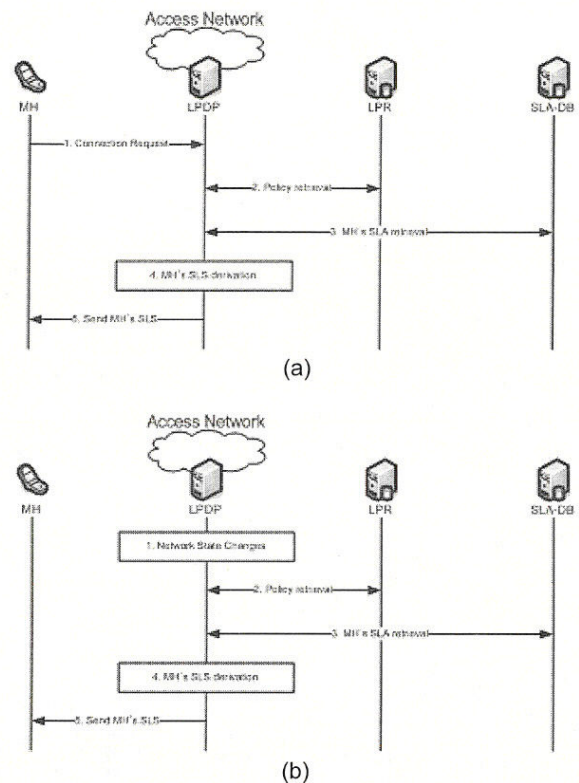 Access Network
MH
LPDP
LPR
SLA-DB
1. Connection Request
2. Policy retrieval
3. MH's SLA retrieval
4. MH's SLS derivation
5. Send MH's SLS
(a)
Access Network
MH
LPDP
LPR
SLA-DB
1. Network State Changes
2. Policy retrieval
3. MH's SLA retrieval
4. MH's SLS derivation
5. Send MH's SLS
(b)